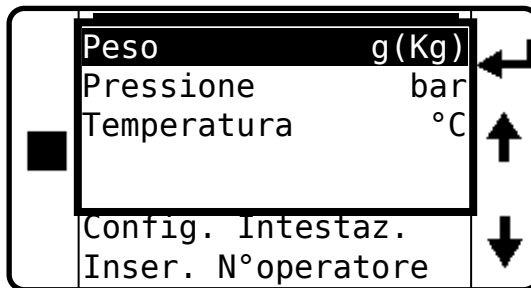 Peso g(Kg)
Pressione bar
Temperatura °C
Config. Intestaz.
Inser. N°operatore